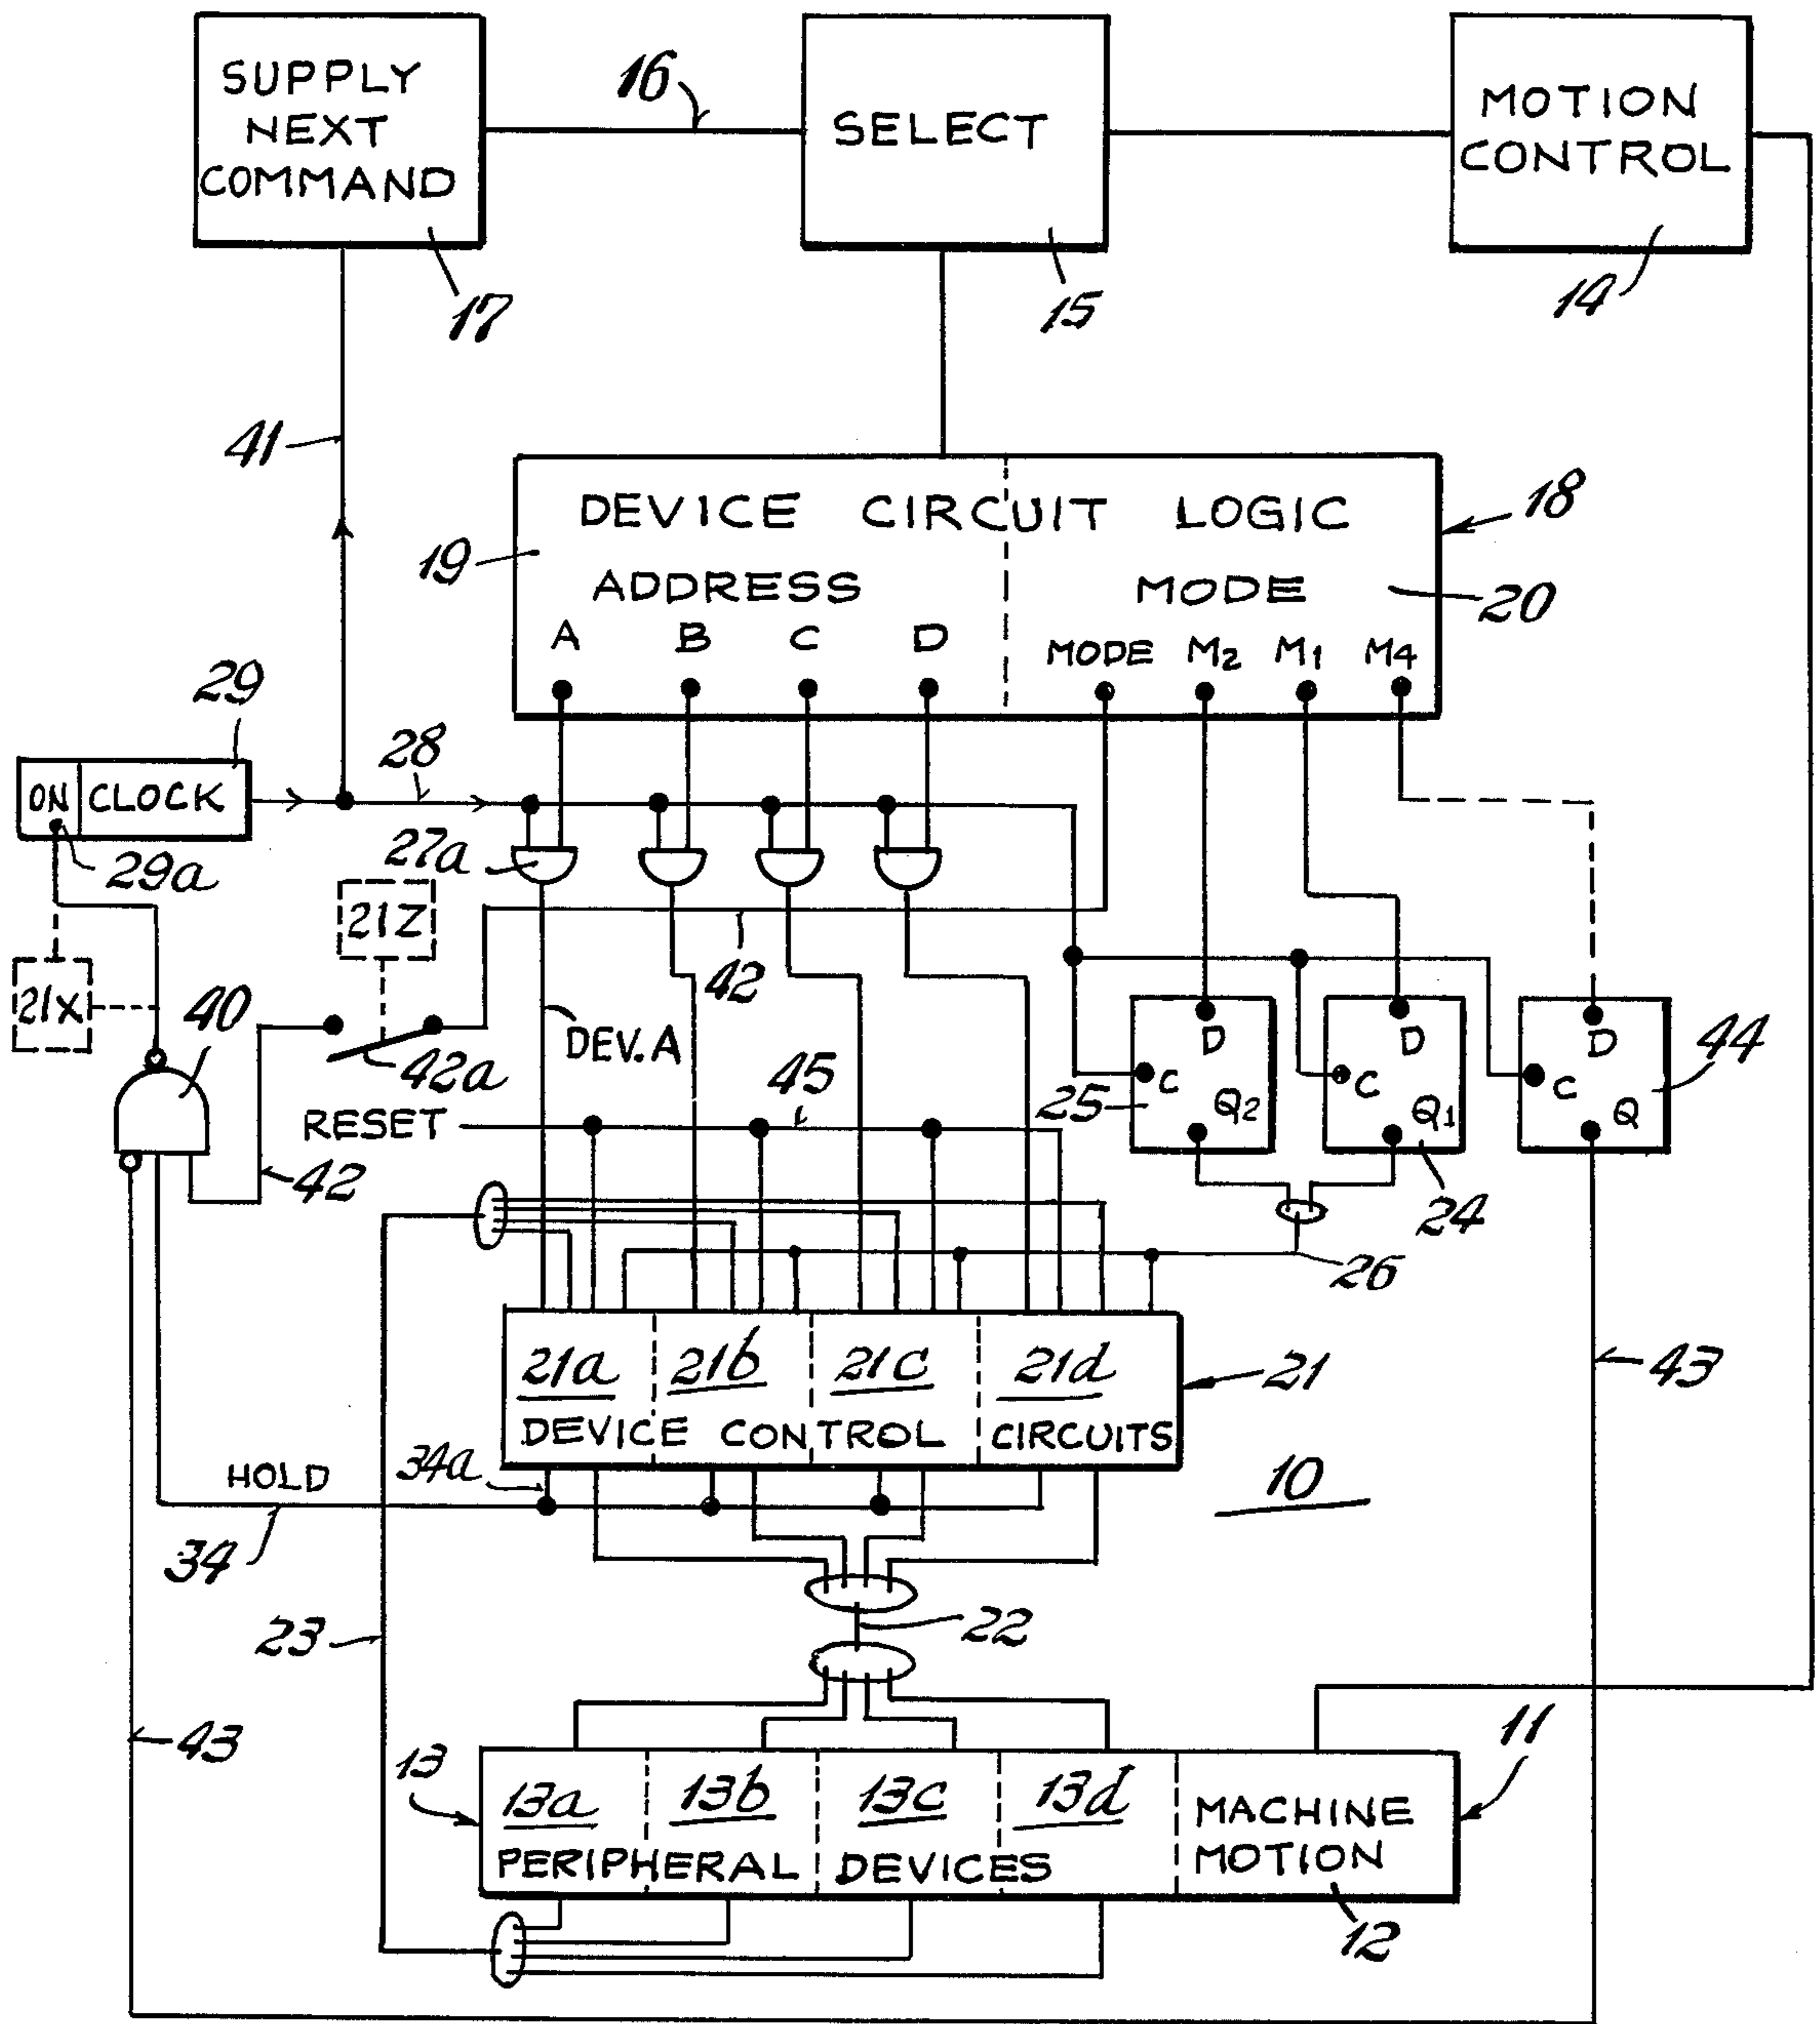 SUPPLY NEXT COMMAND
17
16
SELECT
15
MOTION CONTROL
14
41
DEVICE CIRCUIT LOGIC
18
19
ADDRESS
MODE
20
A B C D
MODE M2 M1 M4
29
ON CLOCK
28
29a
27a
21Z
42
21X
40
42a
DEV. A
45
RESET
42
D
C
Q2
25
D
C
Q1
24
D
C
Q
44
26
21a 21b 21c 21d
21
DEVICE CONTROL CIRCUITS
43
34a
HOLD
34
10
22
23
43
11
13
13a 13b 13c 13d
PERIPHERAL DEVICES
MACHINE MOTION
12